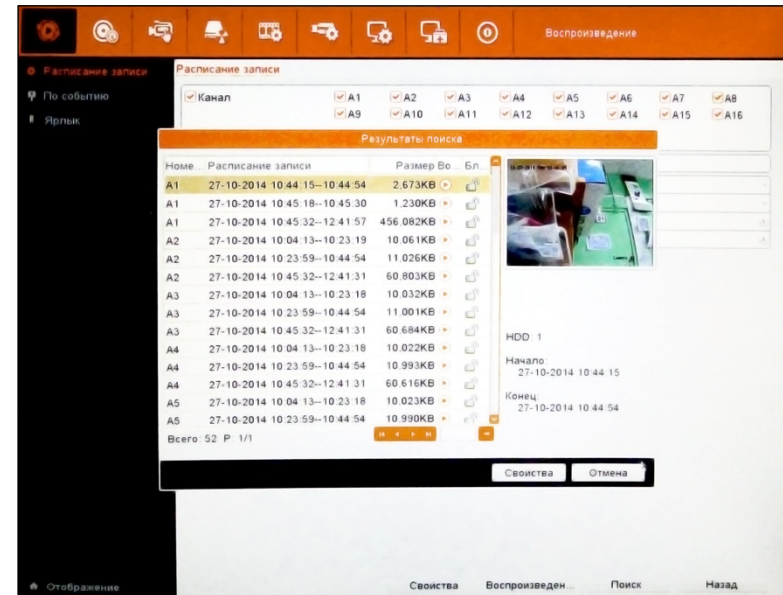 Воспроизведение
Расписание записи
По событию
Ярлык
Отображение
Расписание записи
Канал A1 A2 A3 A4 A5 A6 A7 A8
A9 A10 A11 A12 A13 A14 A15 A16
Результаты поиска
Номе... Расписание записи Размер Во... Бл...
A1 27-10-2014 10:44:15--10:44:54 2.673KB
A1 27-10-2014 10:45:18--10:45:30 1.230KB
A1 27-10-2014 10:45:32--12:41:57 456.082KB
A2 27-10-2014 10:04:13--10:23:19 10.061KB
A2 27-10-2014 10:23:59--10:44:54 11.026KB
A2 27-10-2014 10:45:32--12:41:31 60.803KB
A3 27-10-2014 10:04:13--10:23:18 10.032KB
A3 27-10-2014 10:23:59--10:44:54 11.001KB
A3 27-10-2014 10:45:32--12:41:31 60.684KB
A4 27-10-2014 10:04:13--10:23:18 10.022KB
A4 27-10-2014 10:23:59--10:44:54 10.993KB
A4 27-10-2014 10:45:32--12:41:31 60.616KB
A5 27-10-2014 10:04:13--10:23:18 10.023KB
A5 27-10-2014 10:23:59--10:44:54 10.990KB
Всего: 52 P: 1/1
HDD: 1
Начало:
27-10-2014 10:44:15
Конец:
27-10-2014 10:44:54
Свойства Отмена
Свойства Воспроизведен... Поиск Назад